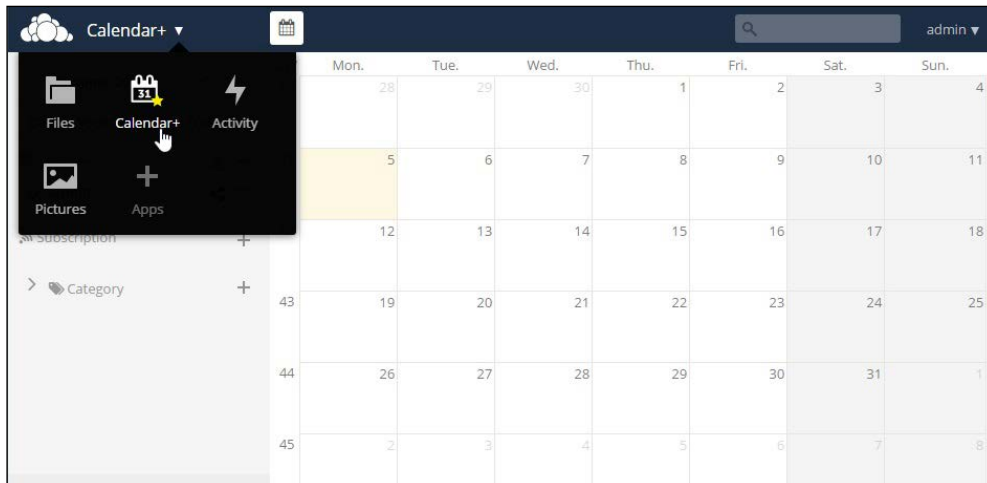 Calendar+ ▾ admin ▾
Mon. Tue. Wed. Thu. Fri. Sat. Sun.
28 29 30 1 2 3 4
31
Files Calendar+ Activity
5 6 7 8 9 10 11
Pictures Apps
12 13 14 15 16 17 18
Subscription +
Category +
43 19 20 21 22 23 24 25
44 26 27 28 29 30 31 1
45 2 3 4 5 6 7 8